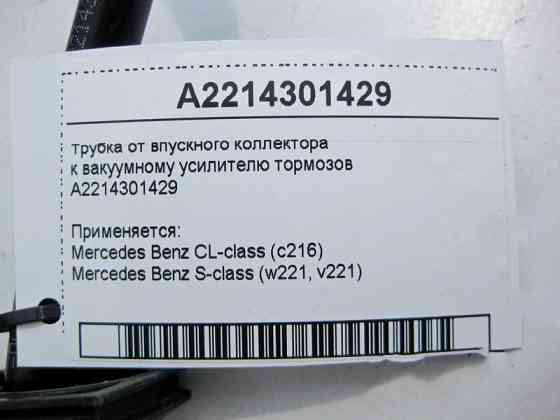 A2214301429
трубка от впускного коллектора
к вакуумному усилителю тормозов
A2214301429
Применяется:
Mercedes Benz CL-class (c216)
Mercedes Benz S-class (w221, v221)